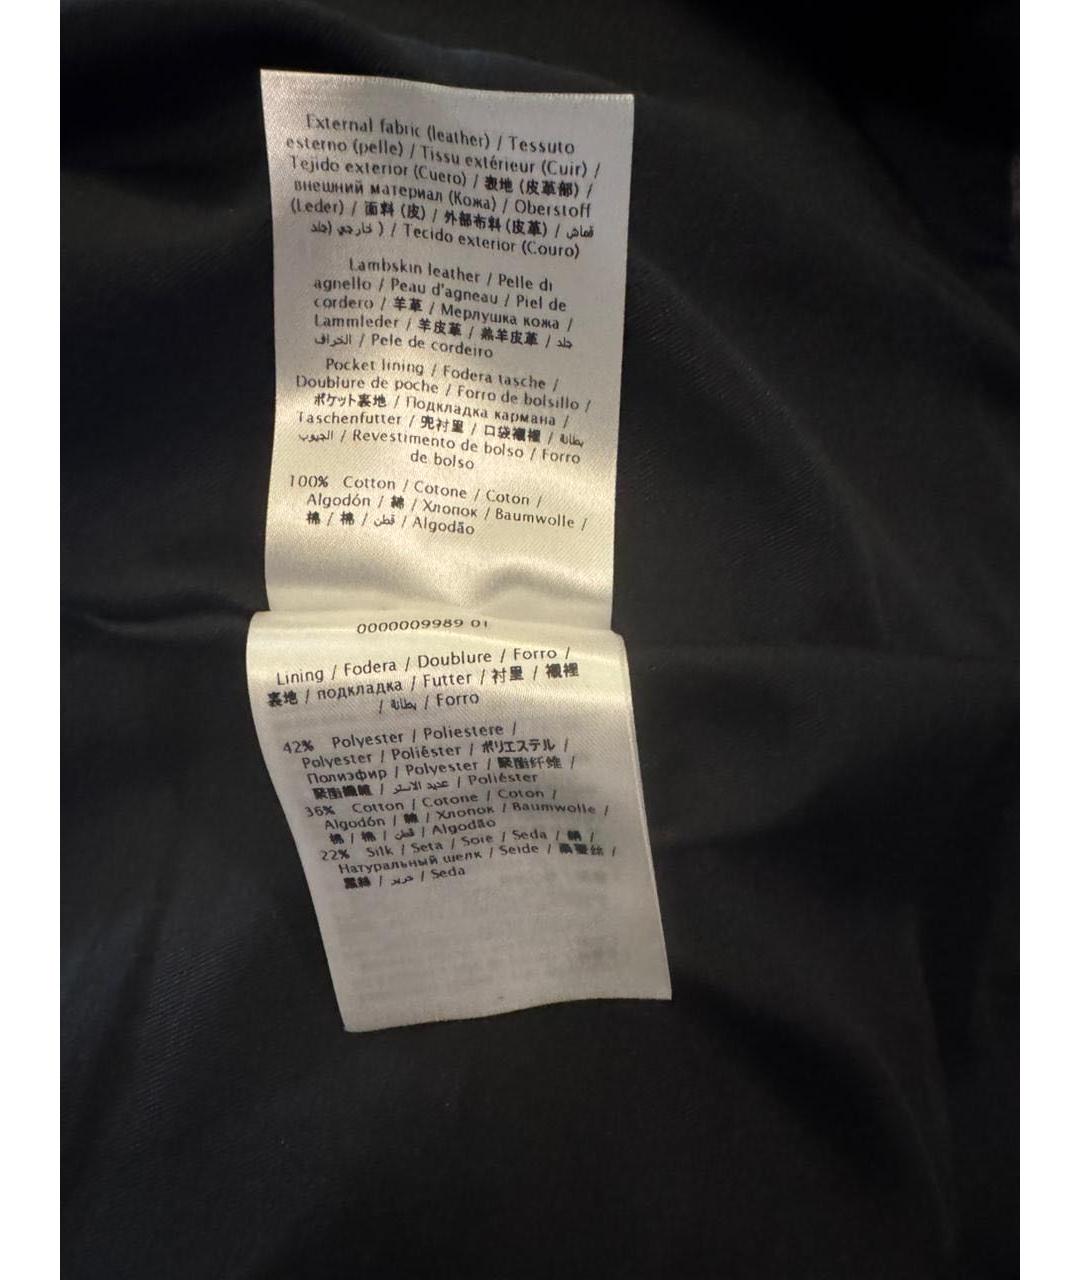 External fabric (leather) / Tessuto
esterno (pelle) / Tissu extérieur (Cuir) /
Tejido exterior (Cuero) / 表地 (皮革部) /
внешний материал (Кожа) / Oberstoff
(Leder) / 面料 (皮) / 外部布料 (皮革) / قماش
خارجي (جلد) / Tecido exterior (Couro)
Lambskin leather / Pelle di
agnello / Peau d'agneau / Piel de
cordero / 羊革 / Мерлушка кожа /
Lammleder / 羊皮革 / 羔羊皮革 / جلد
الخراف / Pele de cordeiro
Pocket lining / Fodera tasche /
Doublure de poche / Forro de bolsillo /
ポケット裏地 / Подкладка кармана /
Taschenfutter / 兜衬里 / 口袋襯裡 / بطانة
الجيوب / Revestimento de bolso / Forro
de bolso
100% Cotton / Cotone / Coton /
Algodón / 綿 / Хлопок / Baumwolle /
棉 / 棉 / قطن / Algodão
0000009989 01
Lining / Fodera / Doublure / Forro /
裏地 / подкладка / Futter / 衬里 / 襯裡
/ بطانة / Forro
42% Polyester / Poliestere /
Polyester / Poliéster / ポリエステル /
Полиэфир / Polyester / 聚酯纤维 /
聚酯纖維 / عديد الاستر / Poliéster
36% Cotton / Cotone / Coton /
Algodón / 綿 / Хлопок / Baumwolle /
棉 / 棉 / قطن / Algodão
22% Silk / Seta / Soie / Seda / 絹 /
Натуральный шелк / Seide / 桑蚕丝 /
حرير / Seda